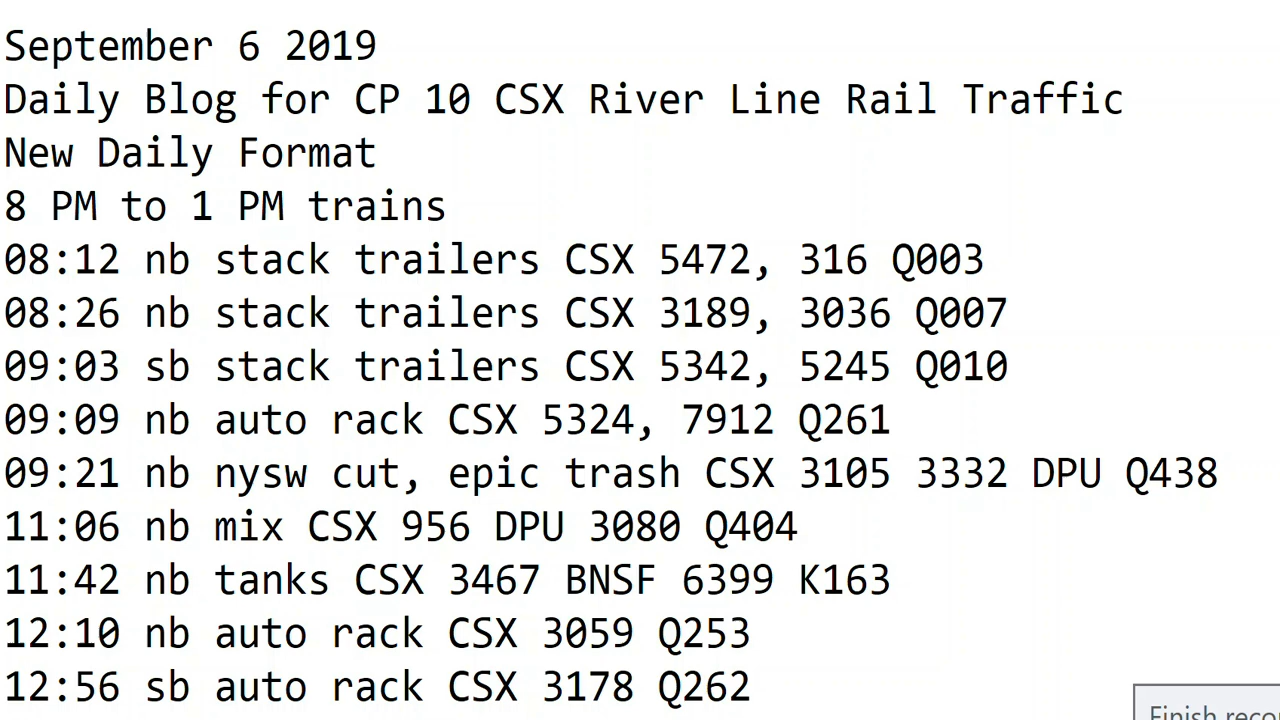 September 6 2019
Daily Blog for CP 10 CSX River Line Rail Traffic
New Daily Format
8 PM to 1 PM trains
08:12 nb stack trailers CSX 5472, 316 Q003
08:26 nb stack trailers CSX 3189, 3036 Q007
09:03 sb stack trailers CSX 5342, 5245 Q010
09:09 nb auto rack CSX 5324, 7912 Q261
09:21 nb nysw cut, epic trash CSX 3105 3332 DPU Q438
11:06 nb mix CSX 956 DPU 3080 Q404
11:42 nb tanks CSX 3467 BNSF 6399 K163
12:10 nb auto rack CSX 3059 Q253
12:56 sb auto rack CSX 3178 Q262
Finish